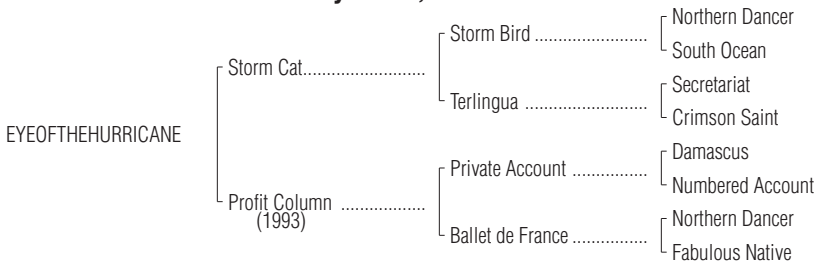 Northern Dancer
Storm Bird ........................
South Ocean
Storm Cat..........................
Secretariat
Terlingua ..........................
Crimson Saint
EYEOFTHEHURRICANE
Damascus
Private Account ................
Numbered Account
Profit Column ..................
(1993)
Northern Dancer
Ballet de France ................
Fabulous Native